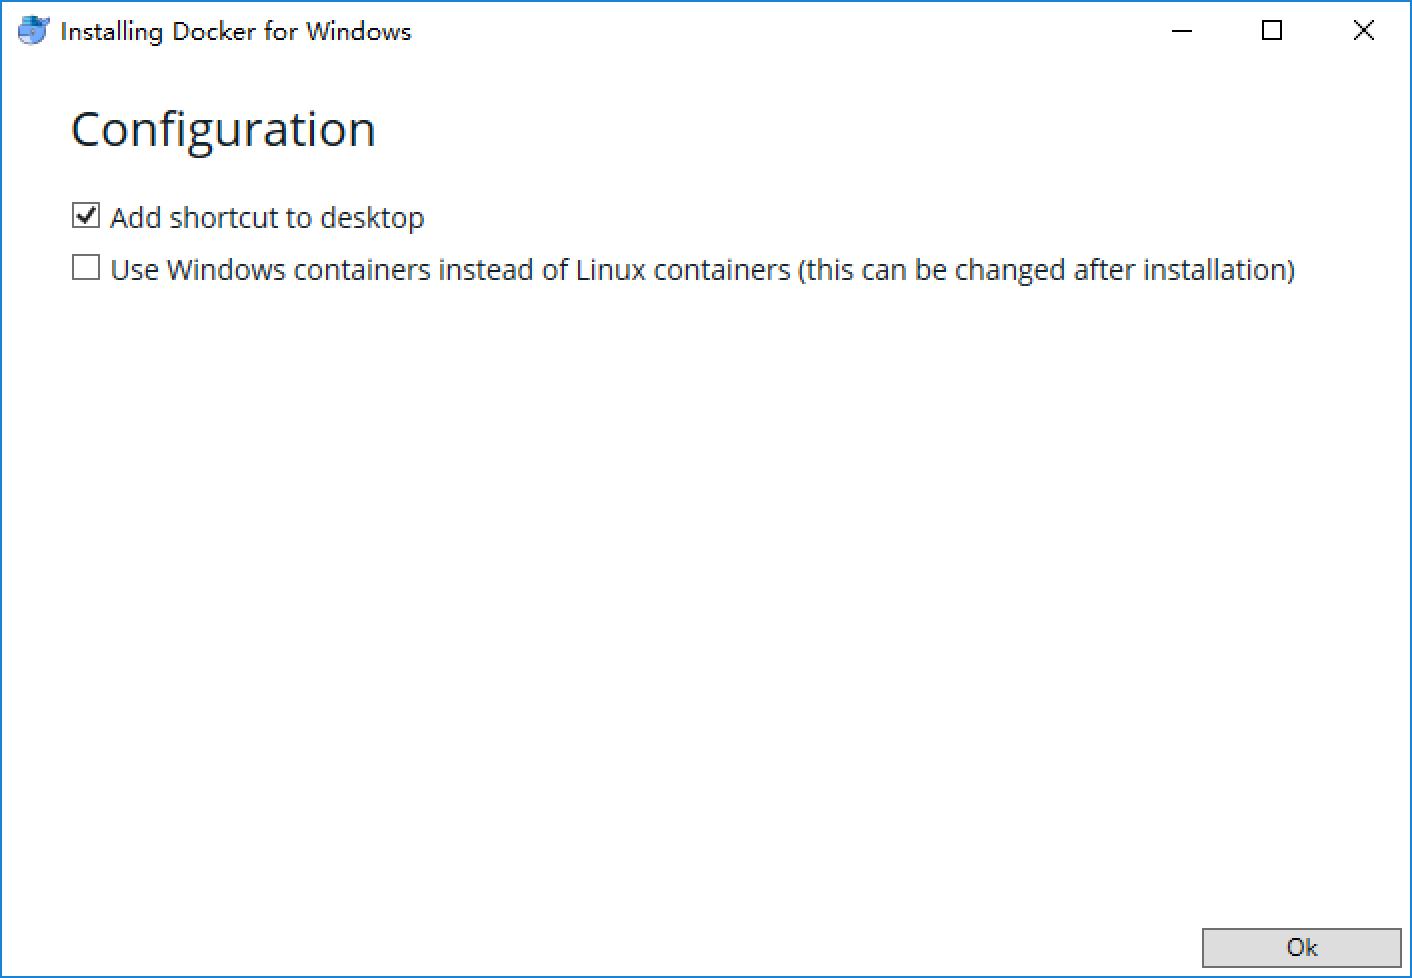 Installing Docker for Windows
Configuration
Add shortcut to desktop
Use Windows containers instead of Linux containers (this can be changed after installation)
Ok